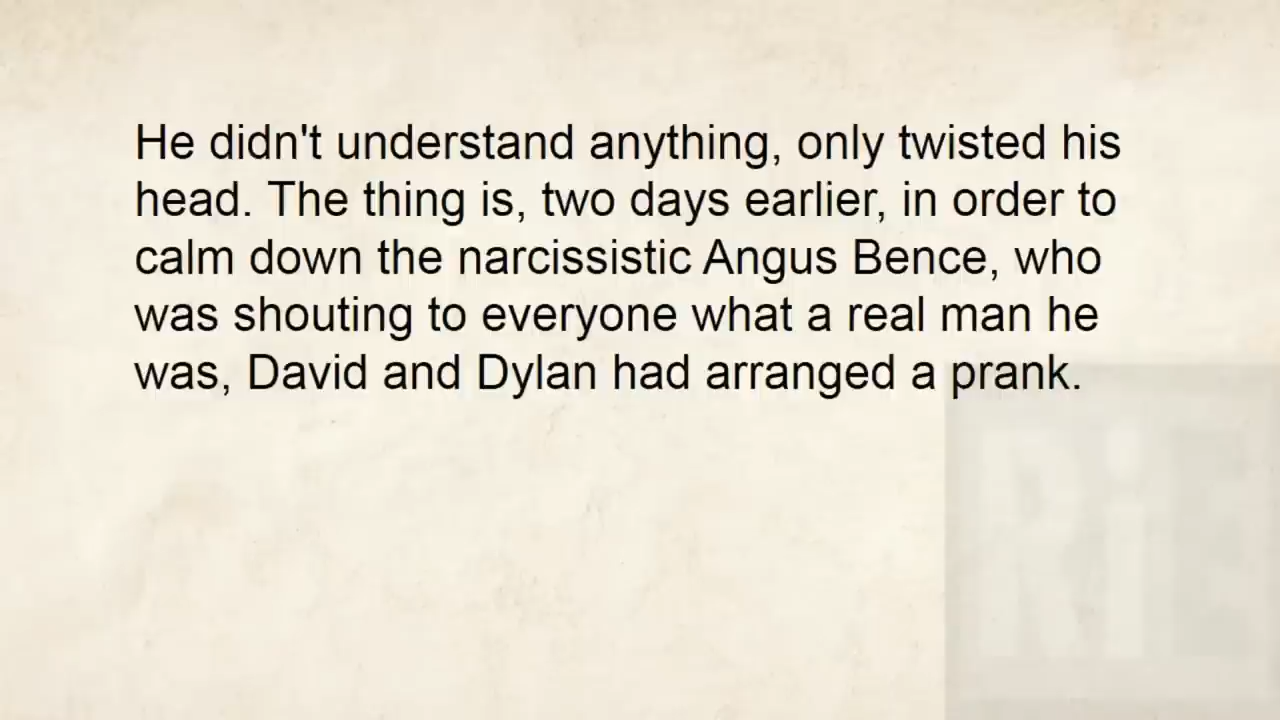 He didn't understand anything, only twisted his
head. The thing is, two days earlier, in order to
calm down the narcissistic Angus Bence, who
was shouting to everyone what a real man he
was, David and Dylan had arranged a prank.
RiE